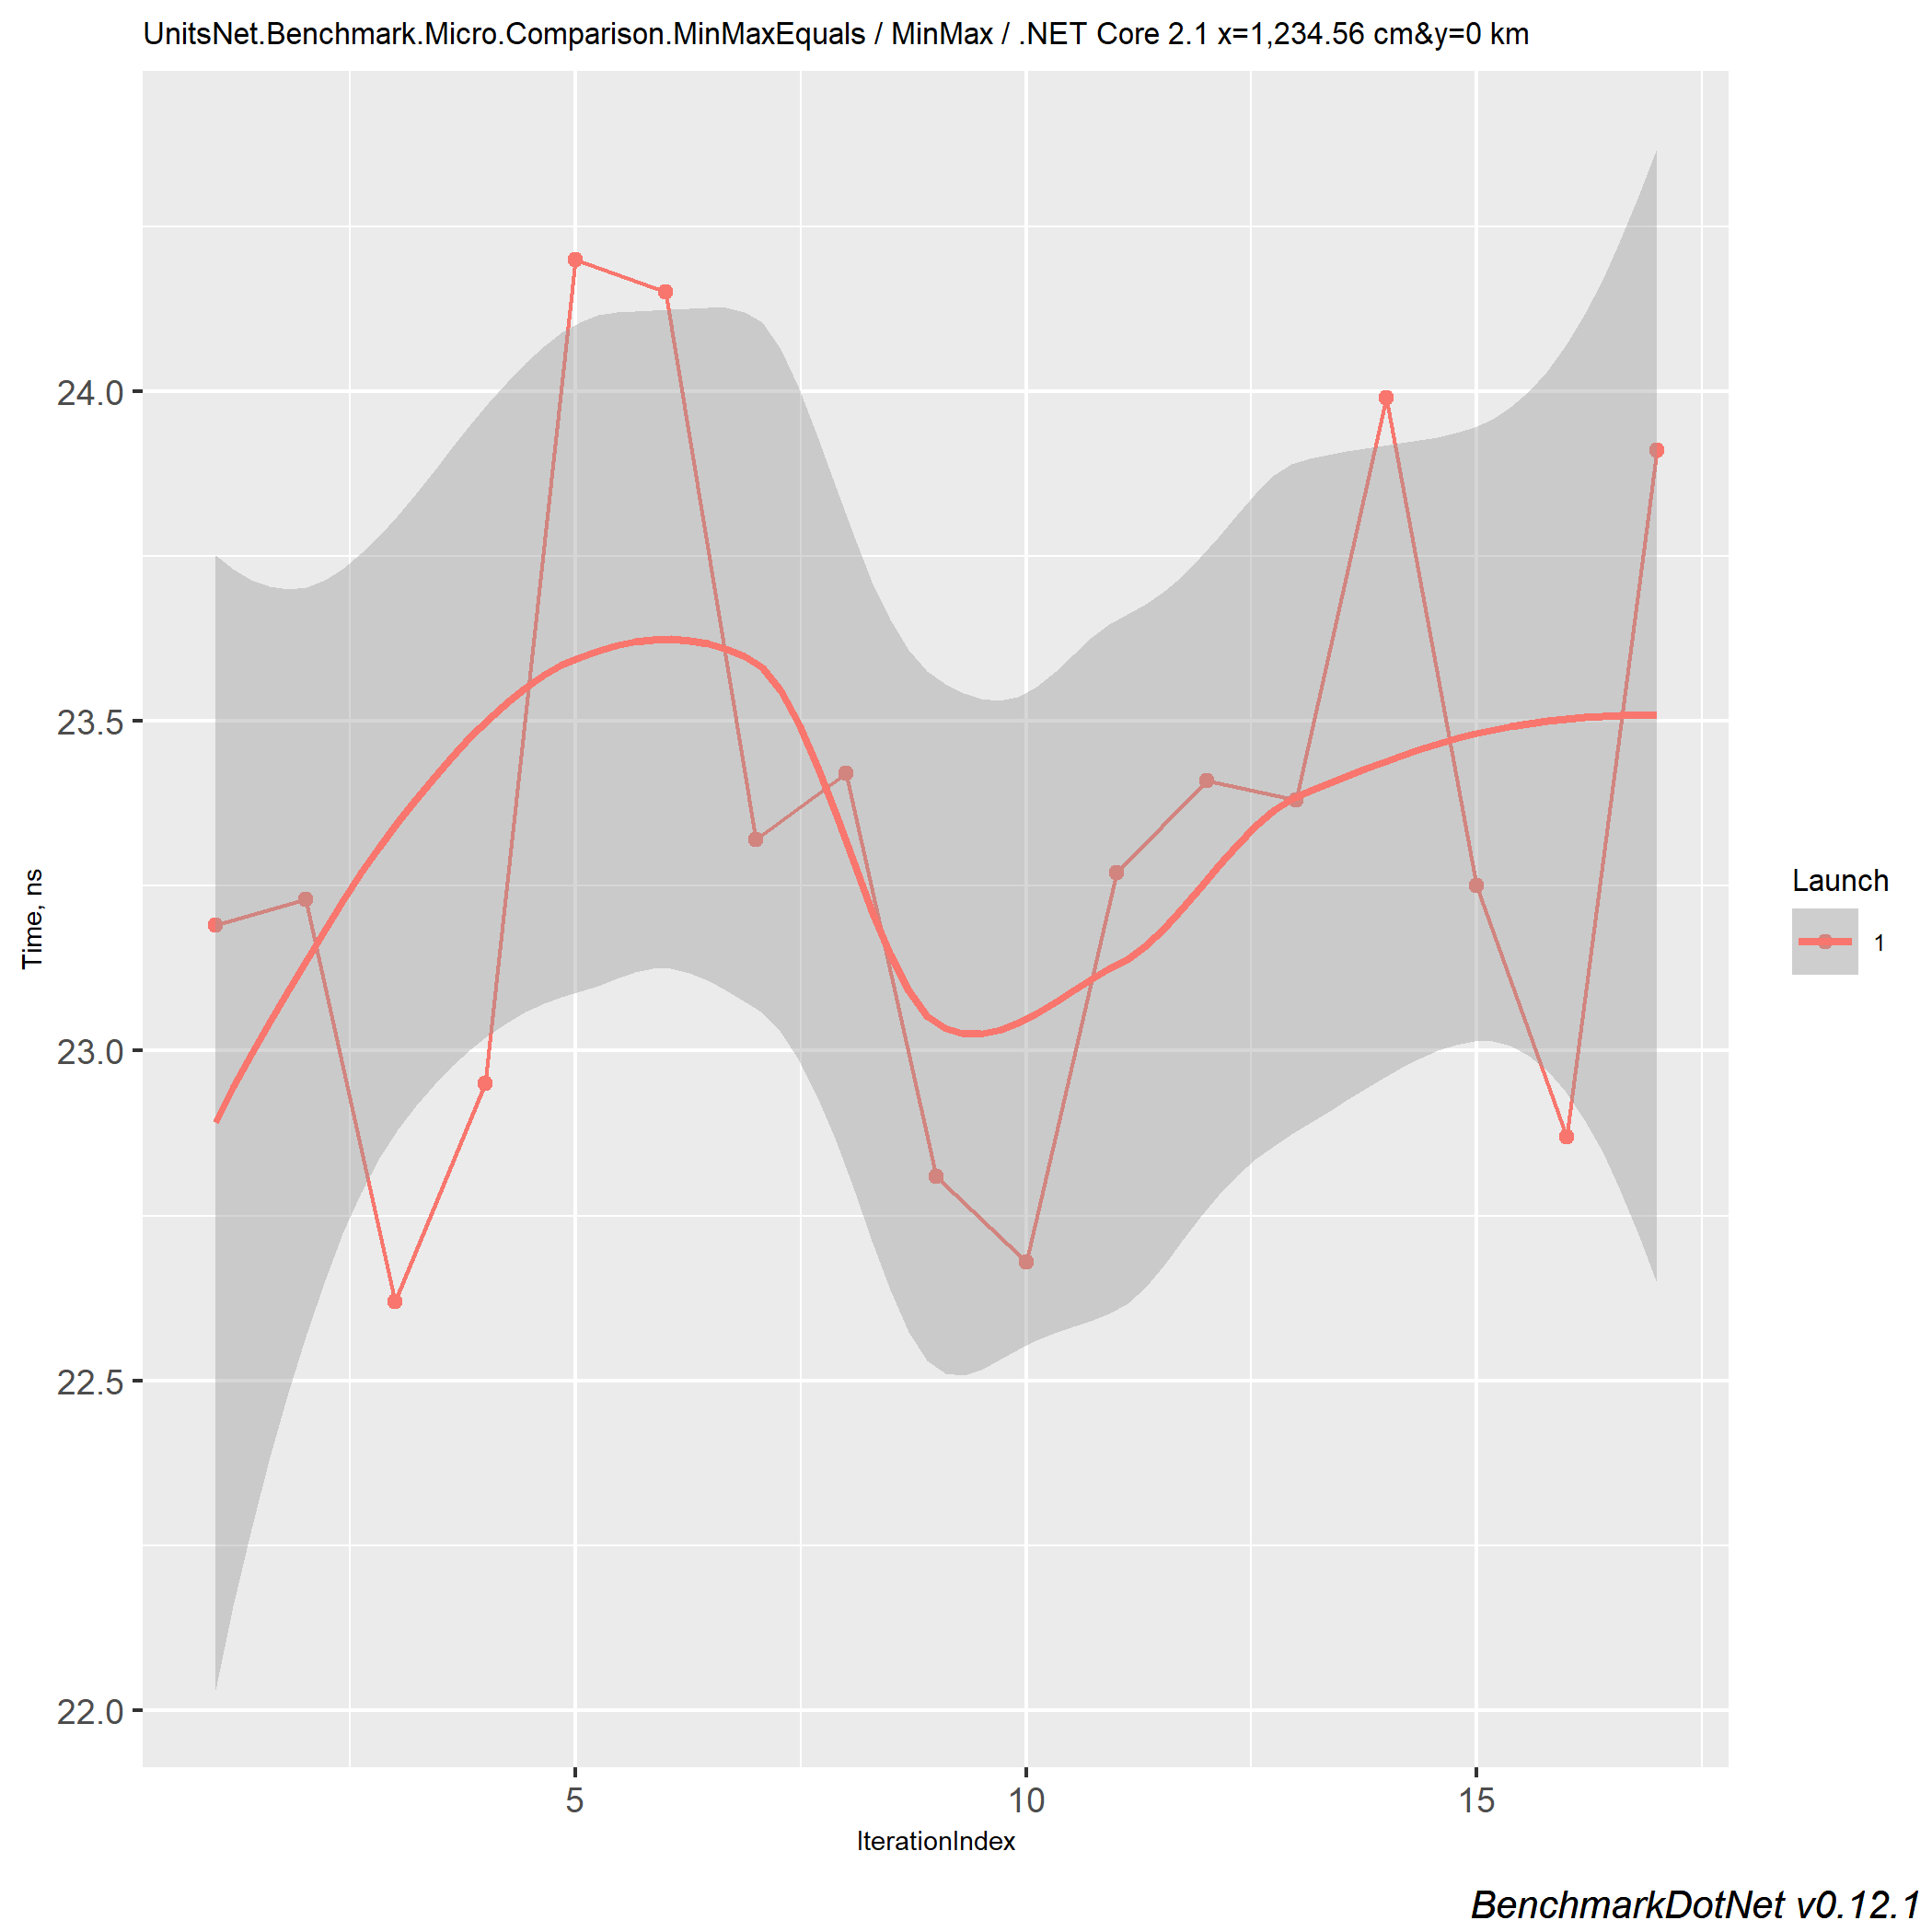 UnitsNet.Benchmark.Micro.Comparison.MinMaxEquals / MinMax / .NET Core 2.1 x=1,234.56 cm&y=0 km
24.0
23.5
23.0
22.5
22.0
Time, ns
5 10 15
IterationIndex
Launch
1
BenchmarkDotNet v0.12.1